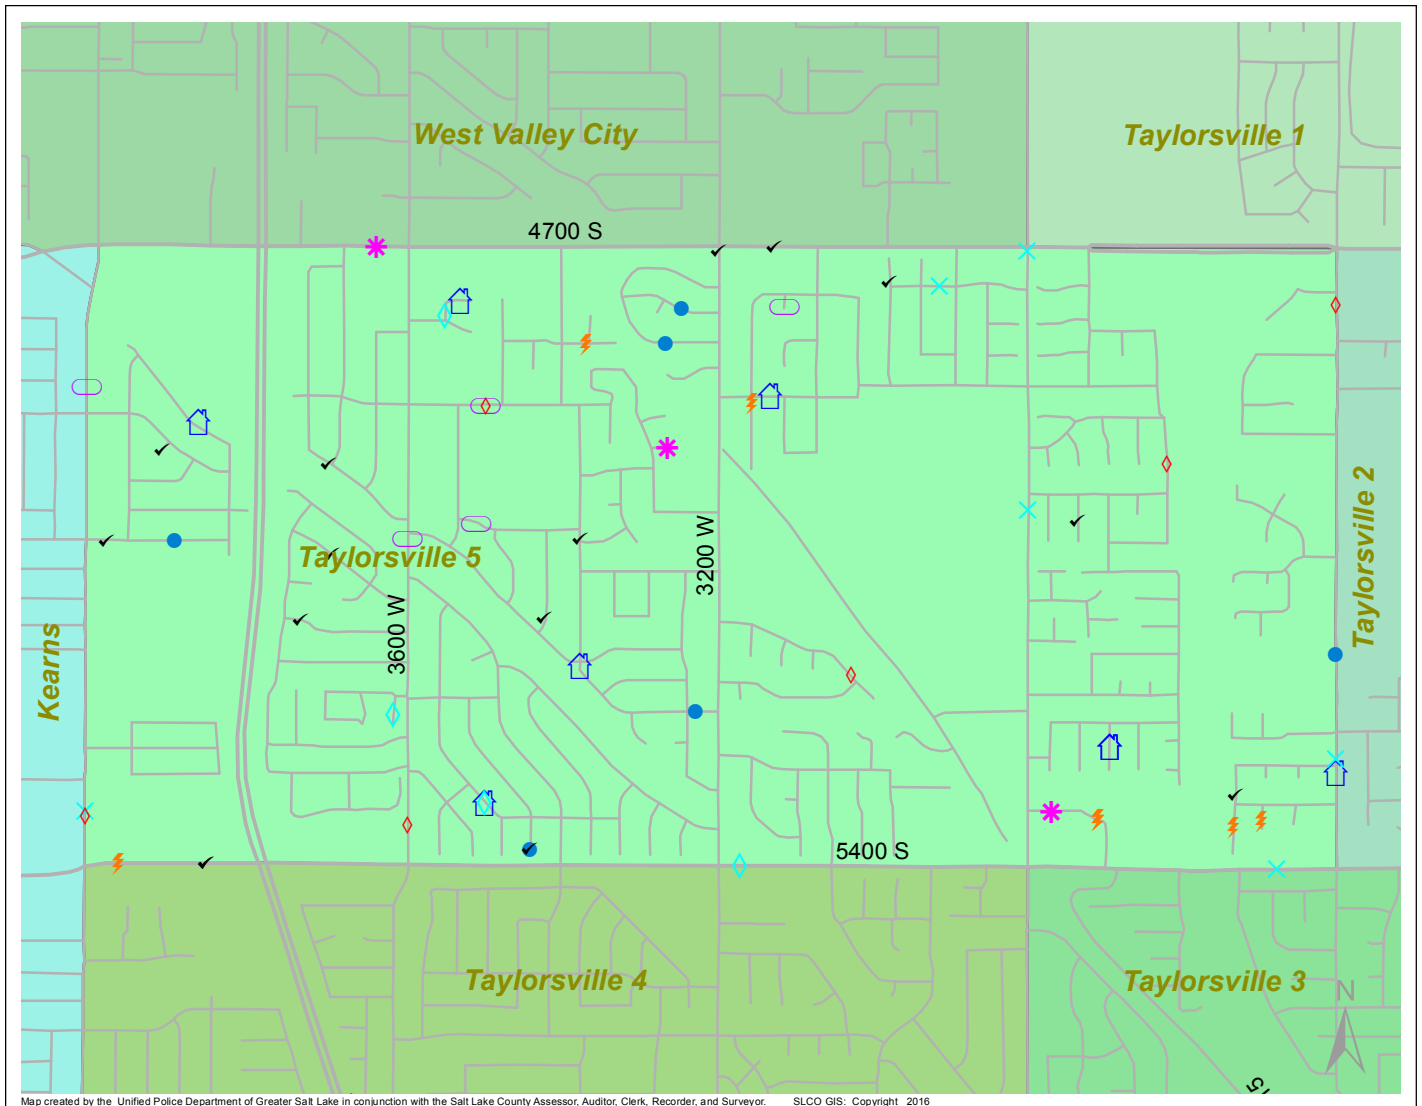 West Valley City
Taylorsville 1
4700 S
Taylorsville 2
3200 W
Taylorsville 5
3600 W
Kearns
5400 S
Taylorsville 4
Taylorsville 3
N
15
Map created by the Unified Police Department of Greater Salt Lake in conjunction with the Salt Lake County Assessor, Auditor, Clerk, Recorder, and Surveyor. SLCO GIS: Copyright 2016